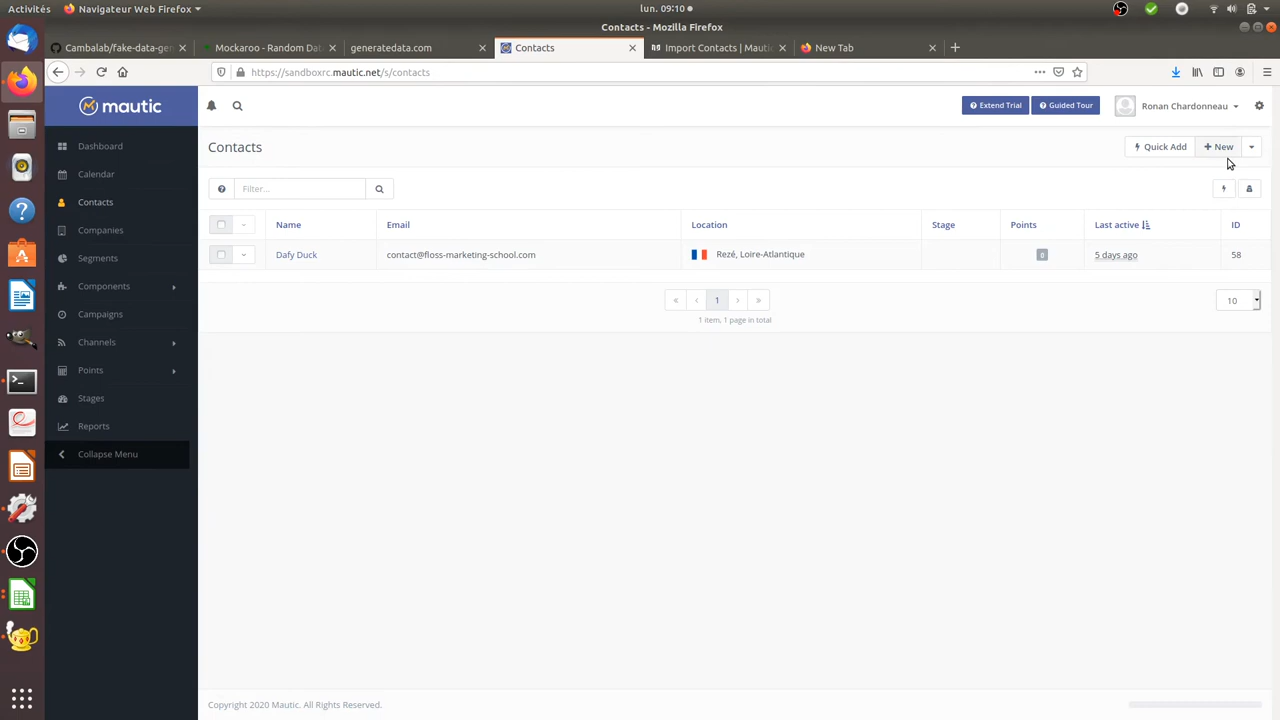 Activités
Firefox Web Browser
lun. 09:10
Contacts - Mozilla Firefox
Cambalab/fake-data-gen
Mockaroo - Random Dat
generatedata.com
Contacts
Import Contacts | Mautic
New Tab
https://sandboxrc.mautic.net/s/contacts
mautic
Extend Trial
Guided Tour
Ronan Chardonneau
Dashboard
Calendar
Contacts
Companies
Segments
Components
Campaigns
Channels
Points
Stages
Reports
Collapse Menu
Contacts
Quick Add
New
Filter...
Name Email Location Stage Points Last active ID
Dafy Duck contact@floss-marketing-school.com Rezé, Loire-Atlantique 0 5 days ago 58
« ‹ 1 › »
10
1 item, 1 page in total
Copyright 2020 Mautic. All Rights Reserved.